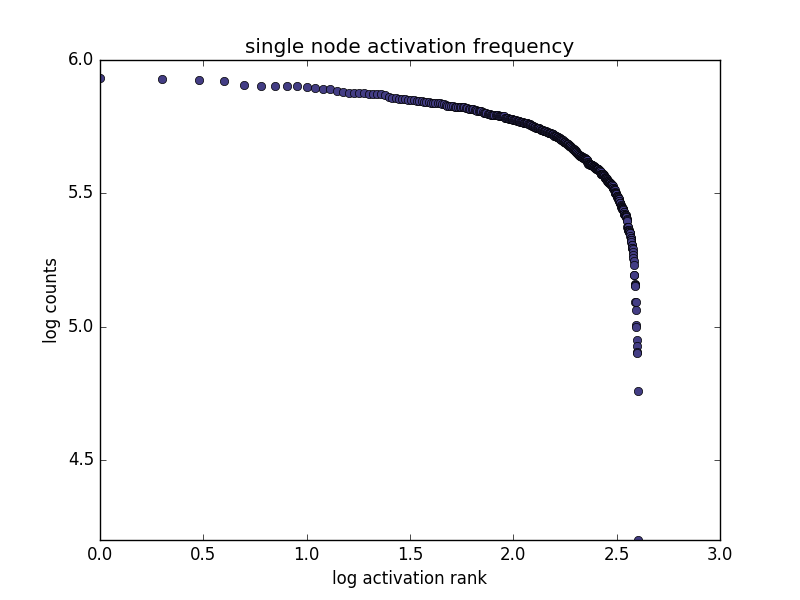 single node activation frequency
6.0
5.5
5.0
4.5
log counts
0.0 0.5 1.0 1.5 2.0 2.5 3.0
log activation rank